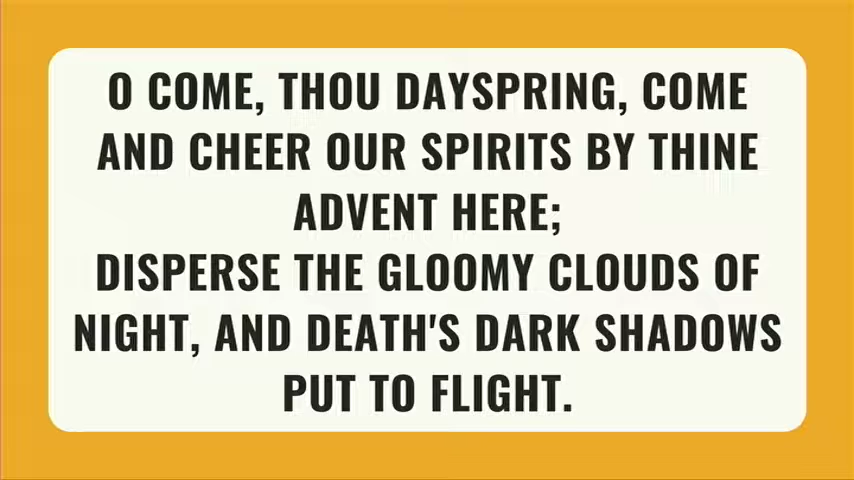 O COME, THOU DAYSPRING, COME
AND CHEER OUR SPIRITS BY THINE
ADVENT HERE;
DISPERSE THE GLOOMY CLOUDS OF
NIGHT, AND DEATH'S DARK SHADOWS
PUT TO FLIGHT.